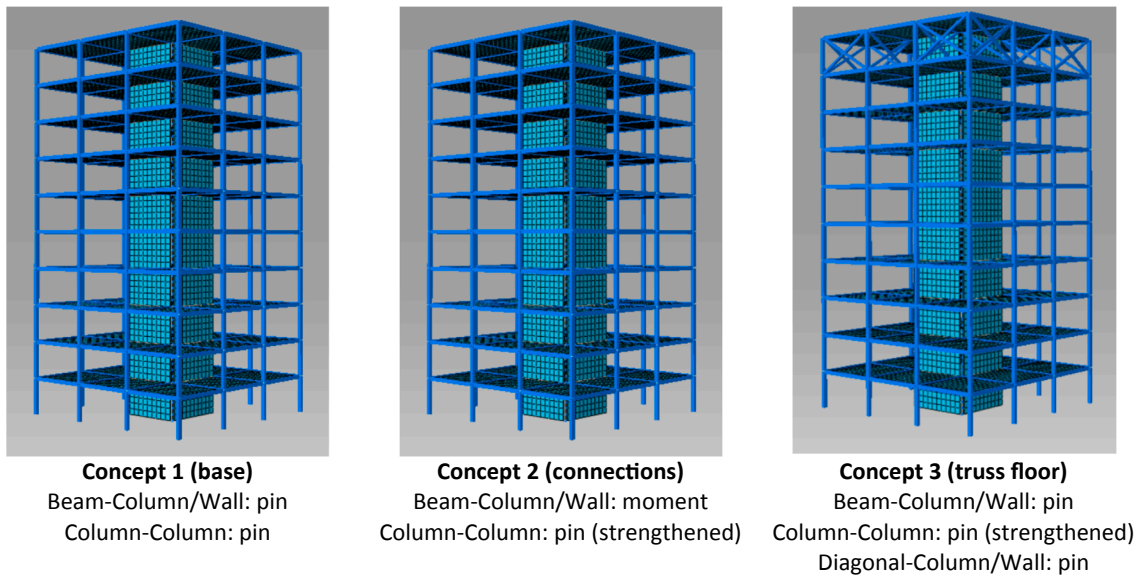 Concept 1 (base)
Beam-Column/Wall: pin
Column-Column: pin
Concept 2 (connections)
Beam-Column/Wall: moment
Column-Column: pin (strengthened)
Concept 3 (truss floor)
Beam-Column/Wall: pin
Column-Column: pin (strengthened)
Diagonal-Column/Wall: pin